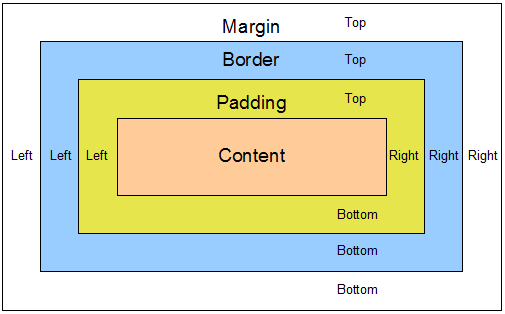 Margin Top
Border Top
Padding Top
Left Left Left Content Right Right Right
Bottom
Bottom
Bottom